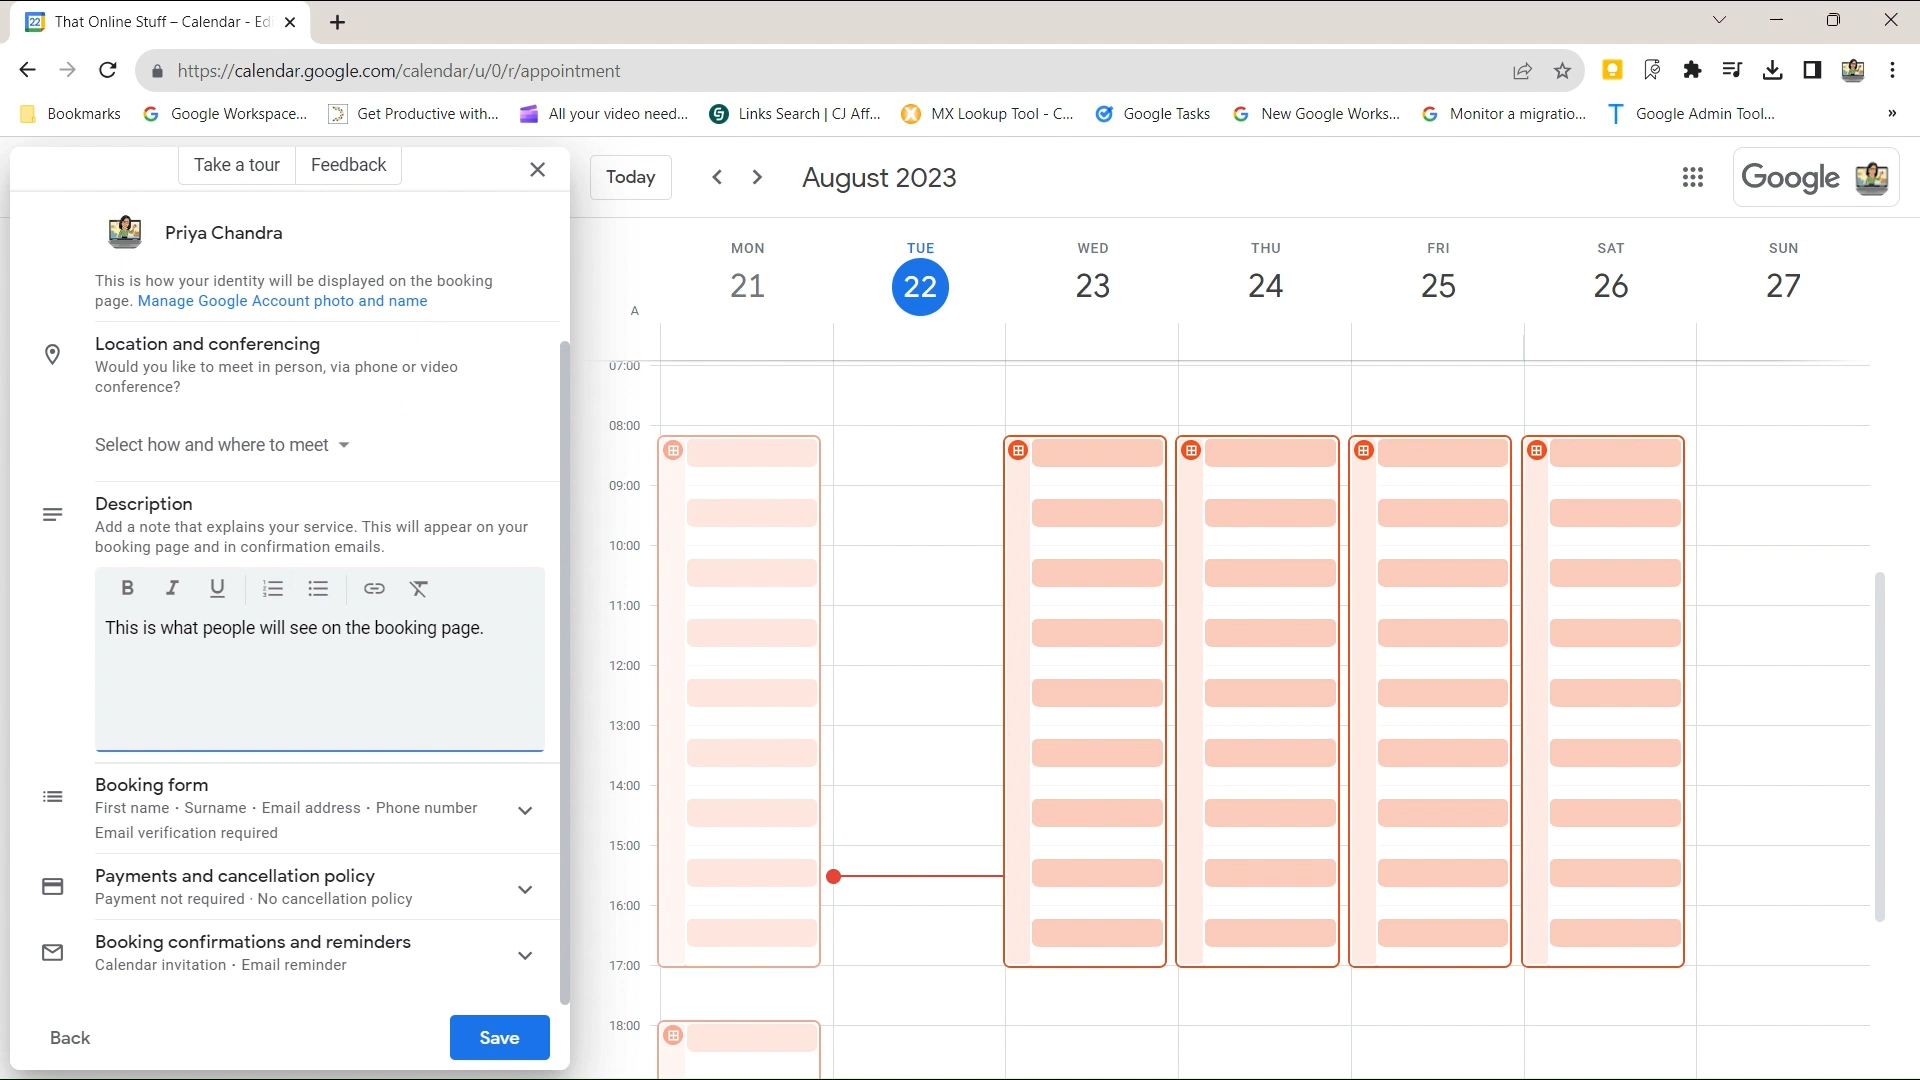 22 That Online Stuff – Calendar - Edi
https://calendar.google.com/calendar/u/0/r/appointment
Bookmarks Google Workspace... Get Productive with... All your video need... Links Search | CJ Aff... MX Lookup Tool - C... Google Tasks New Google Works... Monitor a migratio... Google Admin Tool... »
Take a tour Feedback
Priya Chandra
This is how your identity will be displayed on the booking
page. Manage Google Account photo and name
Location and conferencing
Would you like to meet in person, via phone or video
conference?
Select how and where to meet
Description
Add a note that explains your service. This will appear on your
booking page and in confirmation emails.
B I U
This is what people will see on the booking page.
Booking form
First name · Surname · Email address · Phone number
Email verification required
Payments and cancellation policy
Payment not required · No cancellation policy
Booking confirmations and reminders
Calendar invitation · Email reminder
Back Save
Today August 2023 Google
MON TUE WED THU FRI SAT SUN
21 22 23 24 25 26 27
A
07:00
08:00
09:00
10:00
11:00
12:00
13:00
14:00
15:00
16:00
17:00
18:00